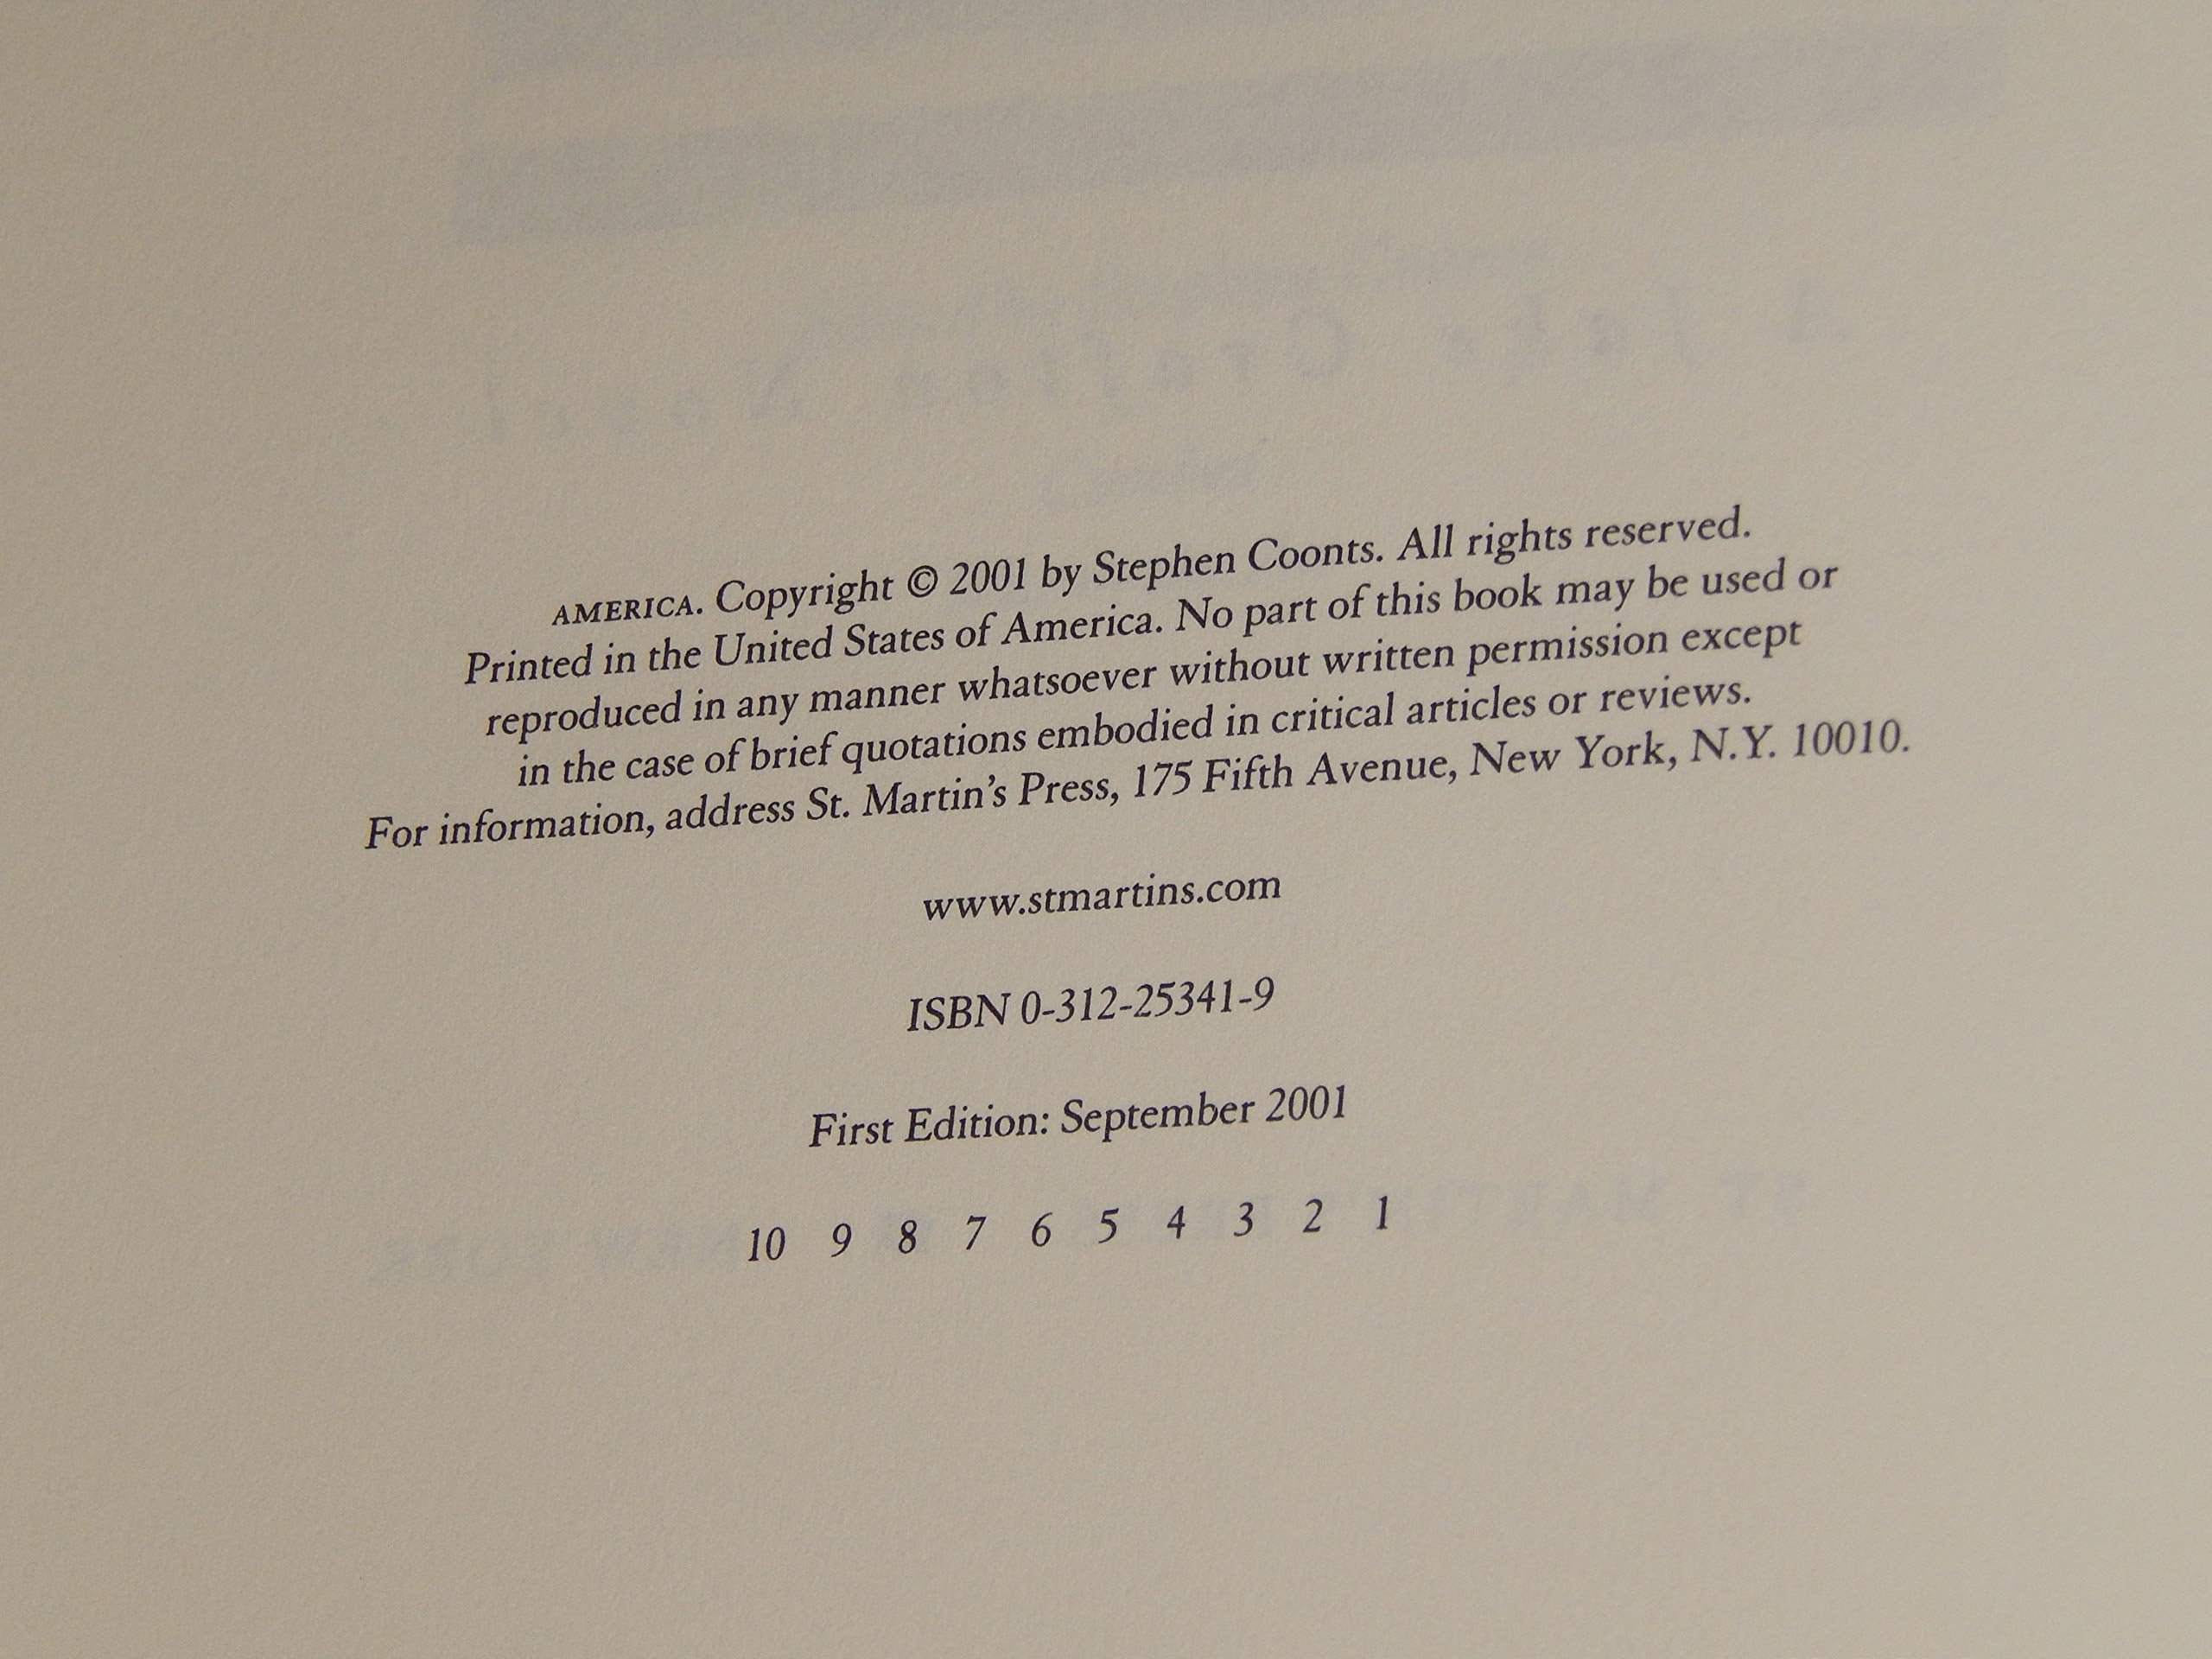 AMERICA. Copyright © 2001 by Stephen Coonts. All rights reserved.
Printed in the United States of America. No part of this book may be used or
reproduced in any manner whatsoever without written permission except
in the case of brief quotations embodied in critical articles or reviews.
For information, address St. Martin's Press, 175 Fifth Avenue, New York, N.Y. 10010.
www.stmartins.com
ISBN 0-312-25341-9
First Edition: September 2001
10 9 8 7 6 5 4 3 2 1